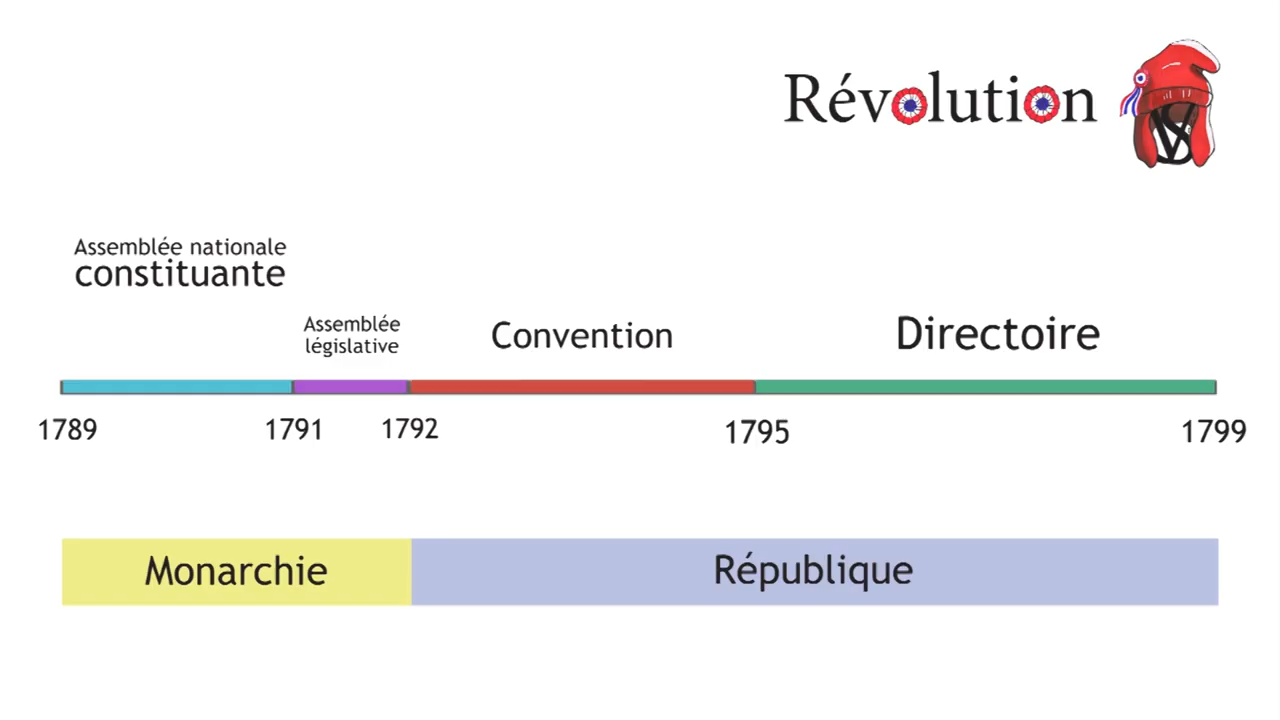 Révolution
Assemblée nationale
constituante
Assemblée
législative
Convention
Directoire
1789
1791
1792
1795
1799
Monarchie
République